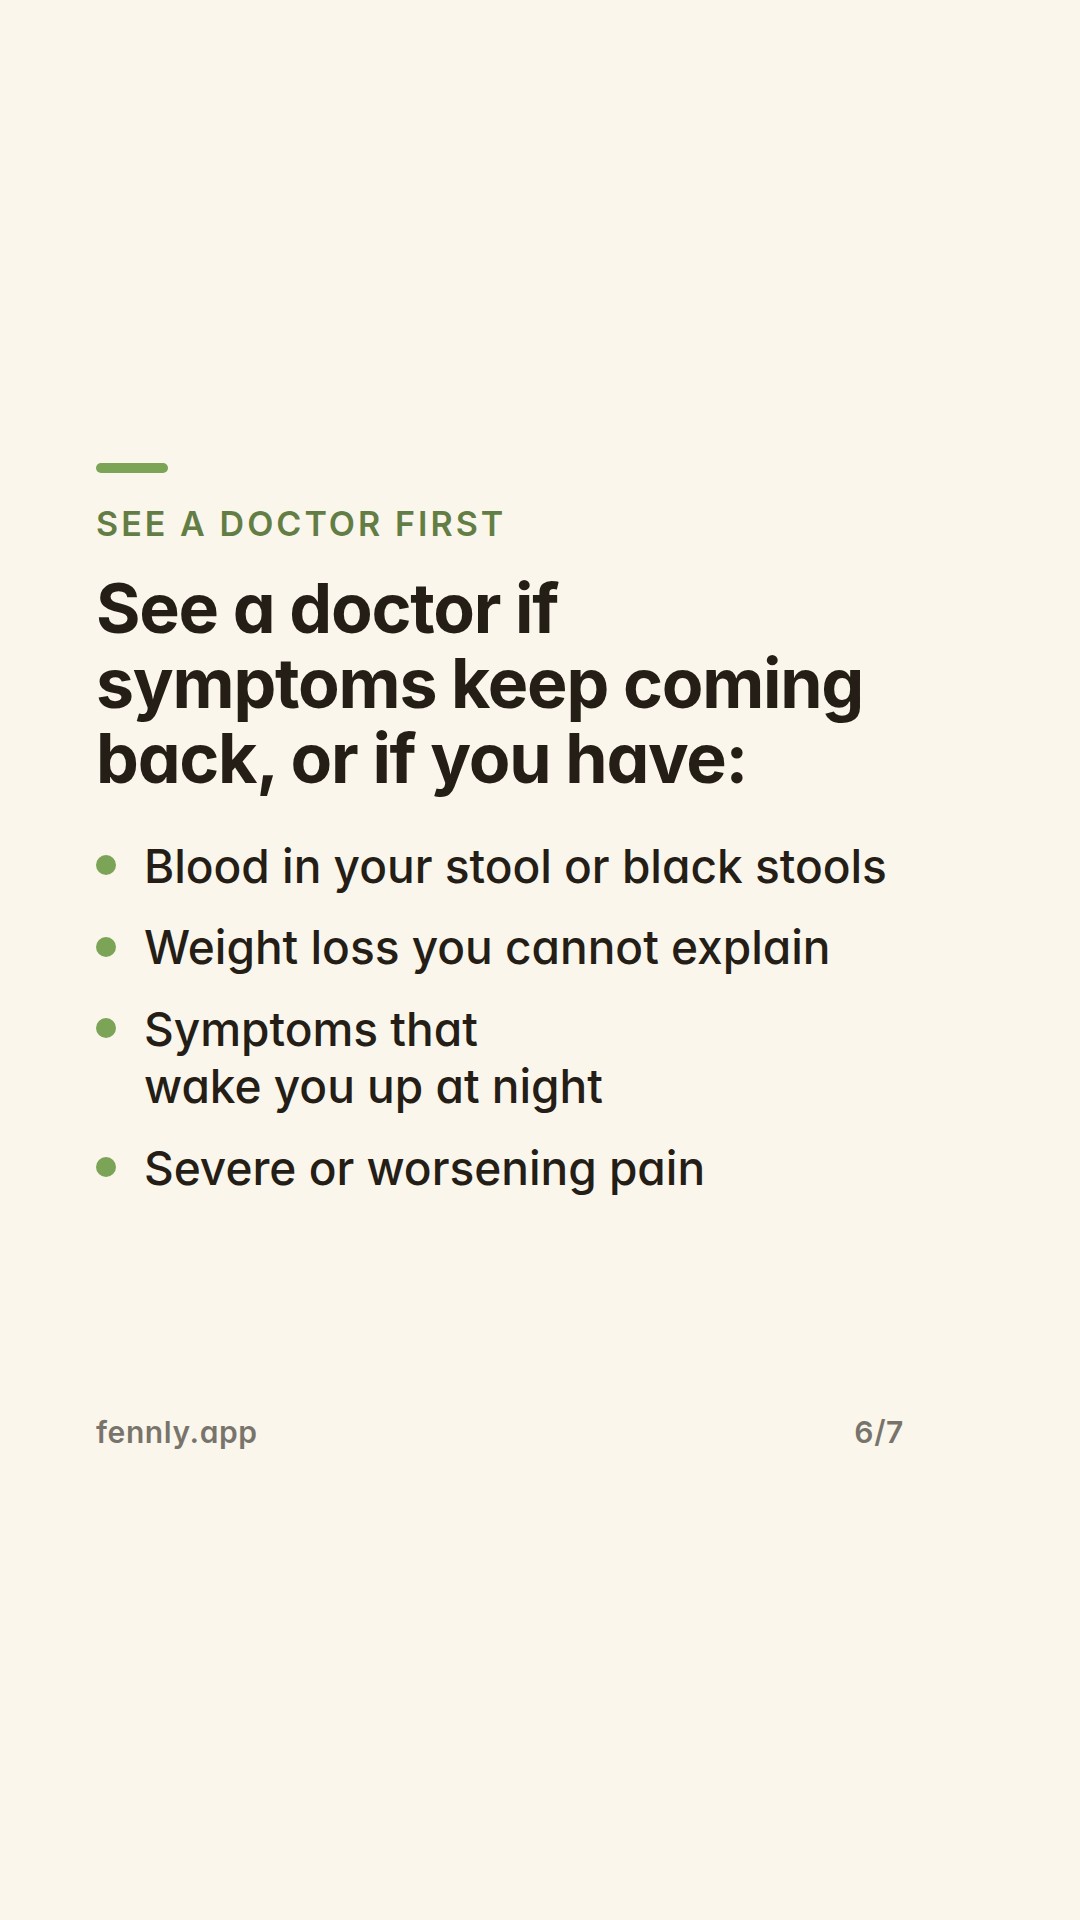 SEE A DOCTOR FIRST
See a doctor if
symptoms keep coming
back, or if you have:
Blood in your stool or black stools
Weight loss you cannot explain
Symptoms that
wake you up at night
Severe or worsening pain
fennly.app
6/7